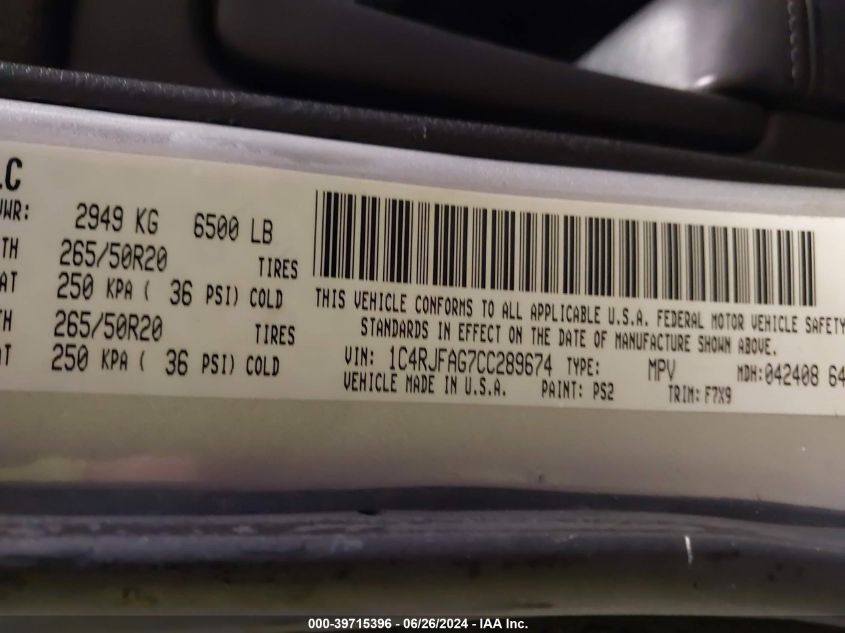 LC
VWR: 2949 KG 6500 LB
TH 265/50R20 TIRES
AT 250 KPA ( 36 PSI) COLD
TH 265/50R20 TIRES
AT 250 KPA ( 36 PSI) COLD
THIS VEHICLE CONFORMS TO ALL APPLICABLE U.S.A. FEDERAL MOTOR VEHICLE SAFETY
STANDARDS IN EFFECT ON THE DATE OF MANUFACTURE SHOWN ABOVE.
VIN: 1C4RJFAG7CC289674 TYPE: MPV MDH:042408 64
VEHICLE MADE IN U.S.A. PAINT: PS2 TRIM: F7X9
000-39715396 - 06/26/2024 - IAA Inc.